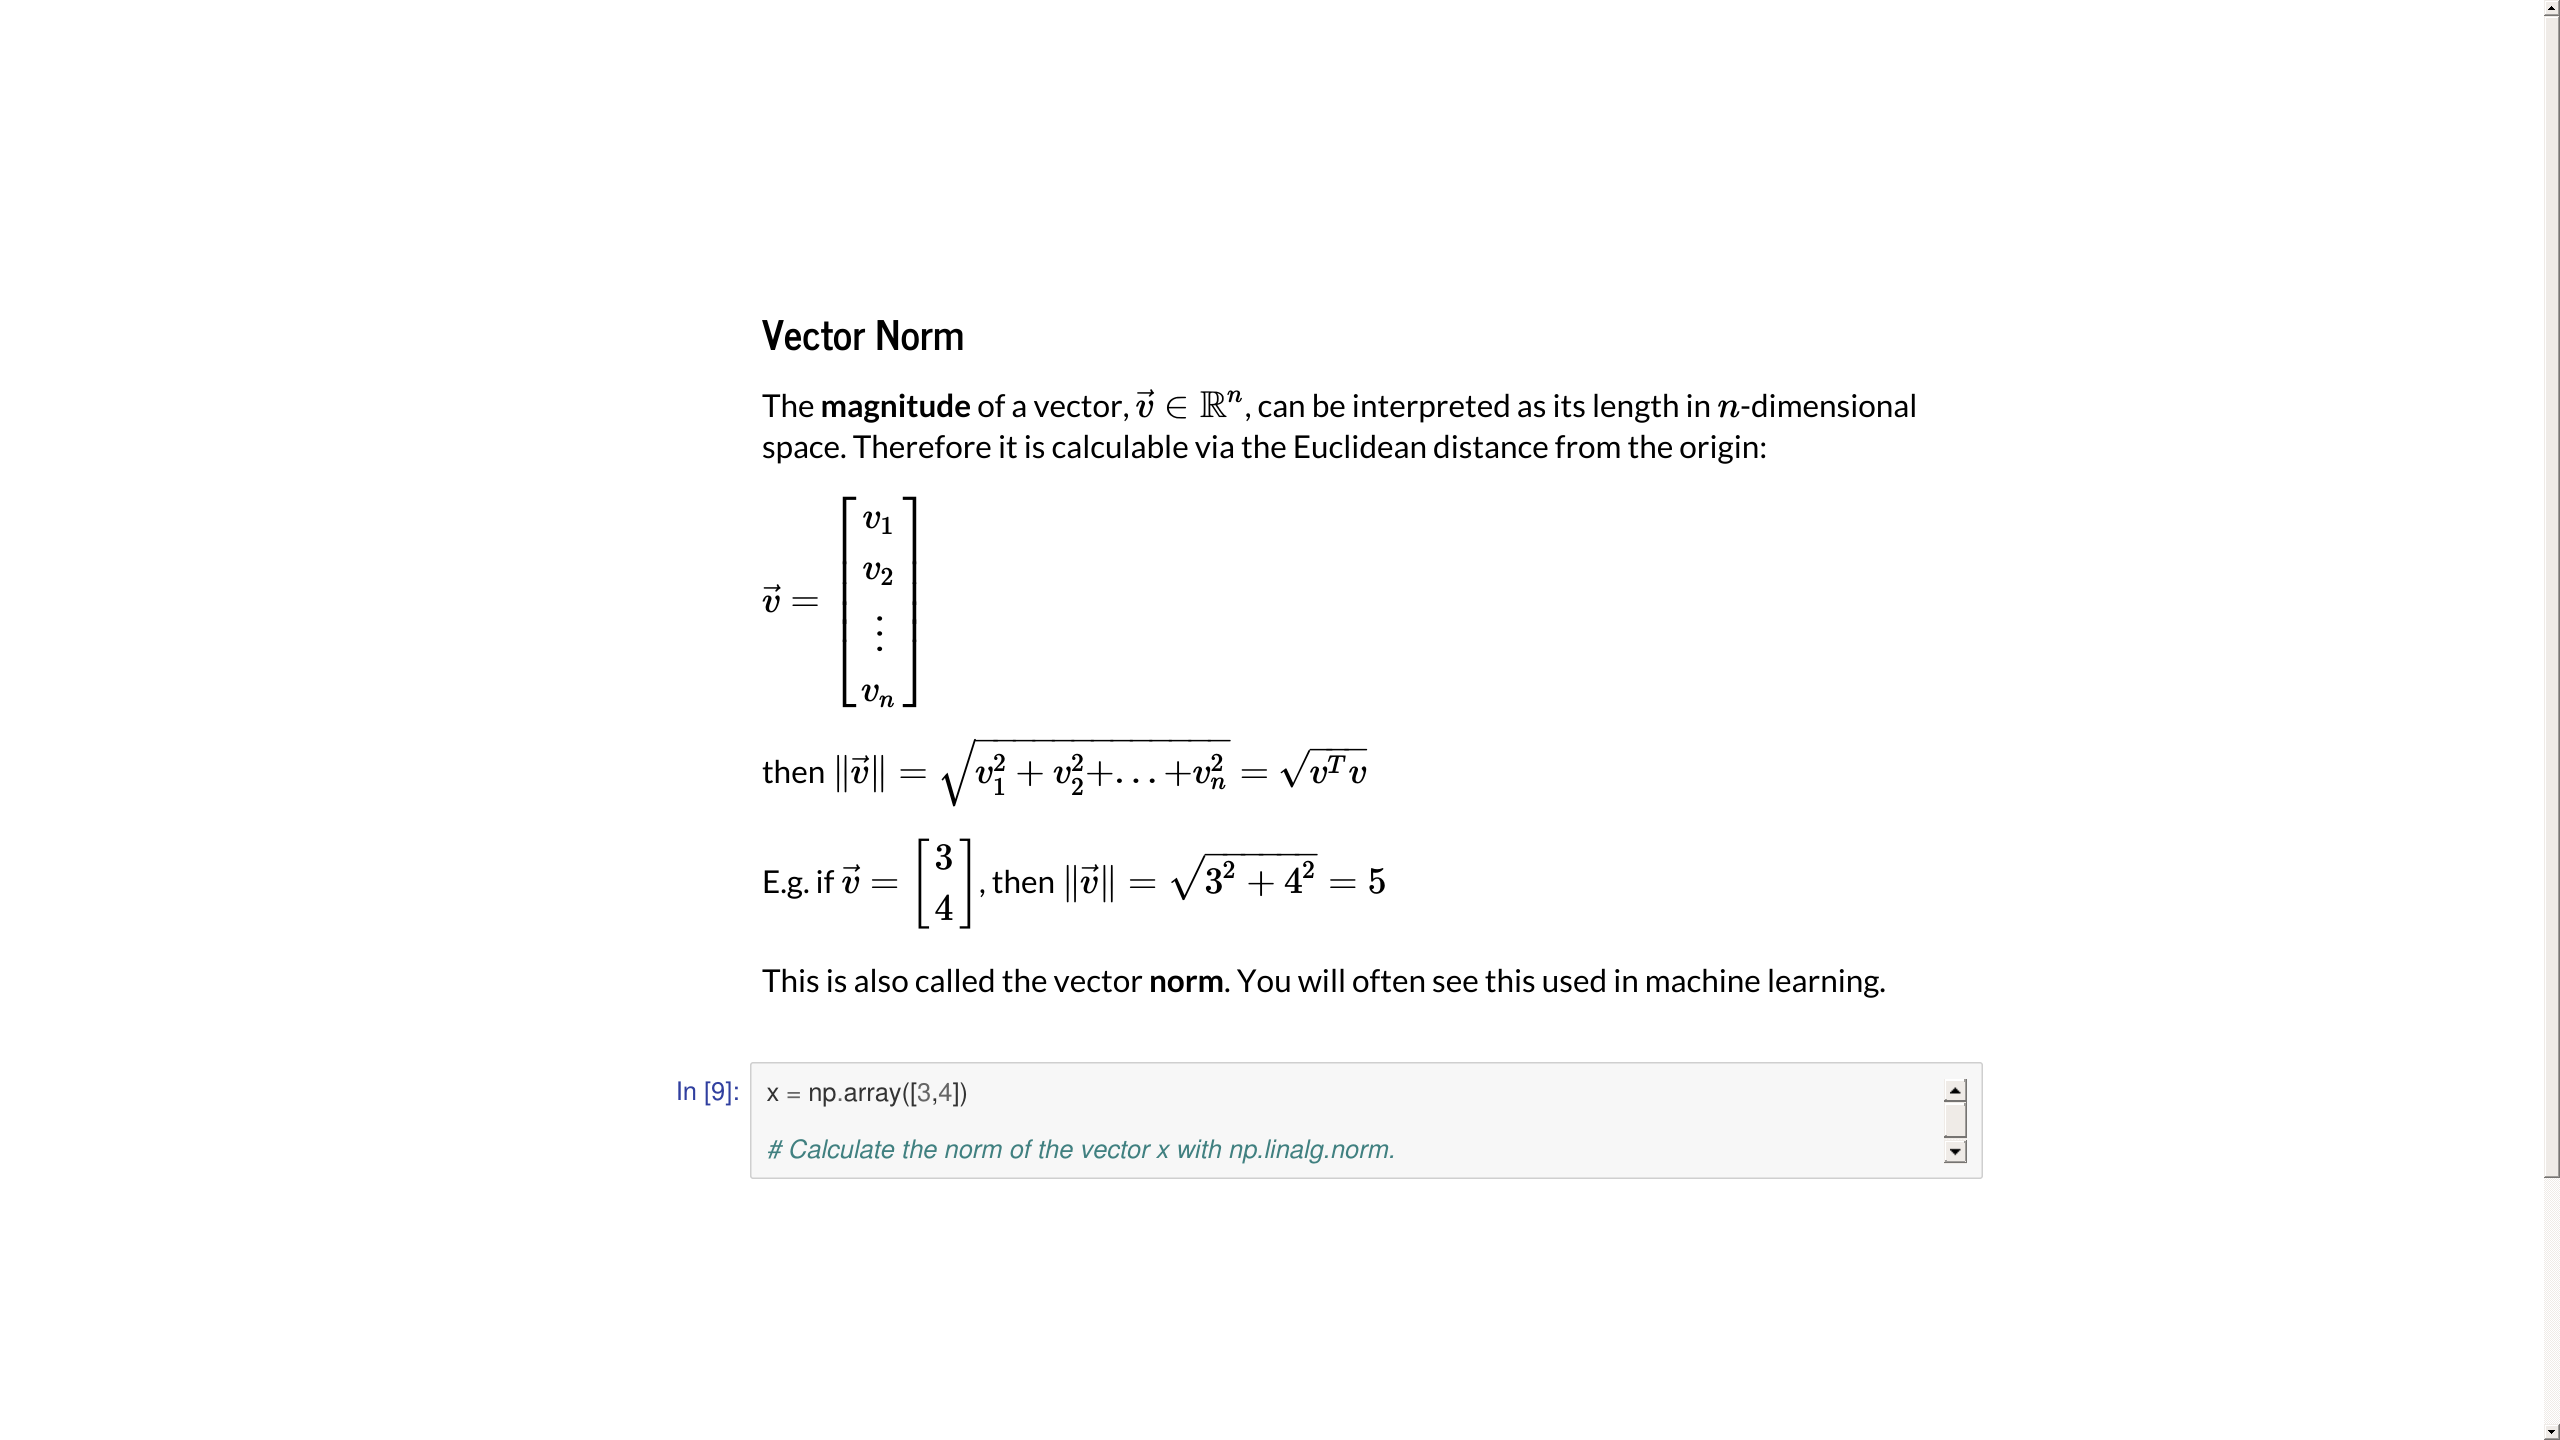 Vector Norm
The magnitude of a vector, $\vec{v} \in \mathbb{R}^n$, can be interpreted as its length in $n$-dimensional
space. Therefore it is calculable via the Euclidean distance from the origin:
$\vec{v} = \begin{bmatrix} v_1 \\ v_2 \\ \vdots \\ v_n \end{bmatrix}$
then $\|\vec{v}\| = \sqrt{v_1^2 + v_2^2 + \ldots + v_n^2} = \sqrt{v^T v}$
E.g. if $\vec{v} = \begin{bmatrix} 3 \\ 4 \end{bmatrix}$, then $\|\vec{v}\| = \sqrt{3^2 + 4^2} = 5$
This is also called the vector norm. You will often see this used in machine learning.
In [9]: x = np.array([3,4])
# Calculate the norm of the vector x with np.linalg.norm.